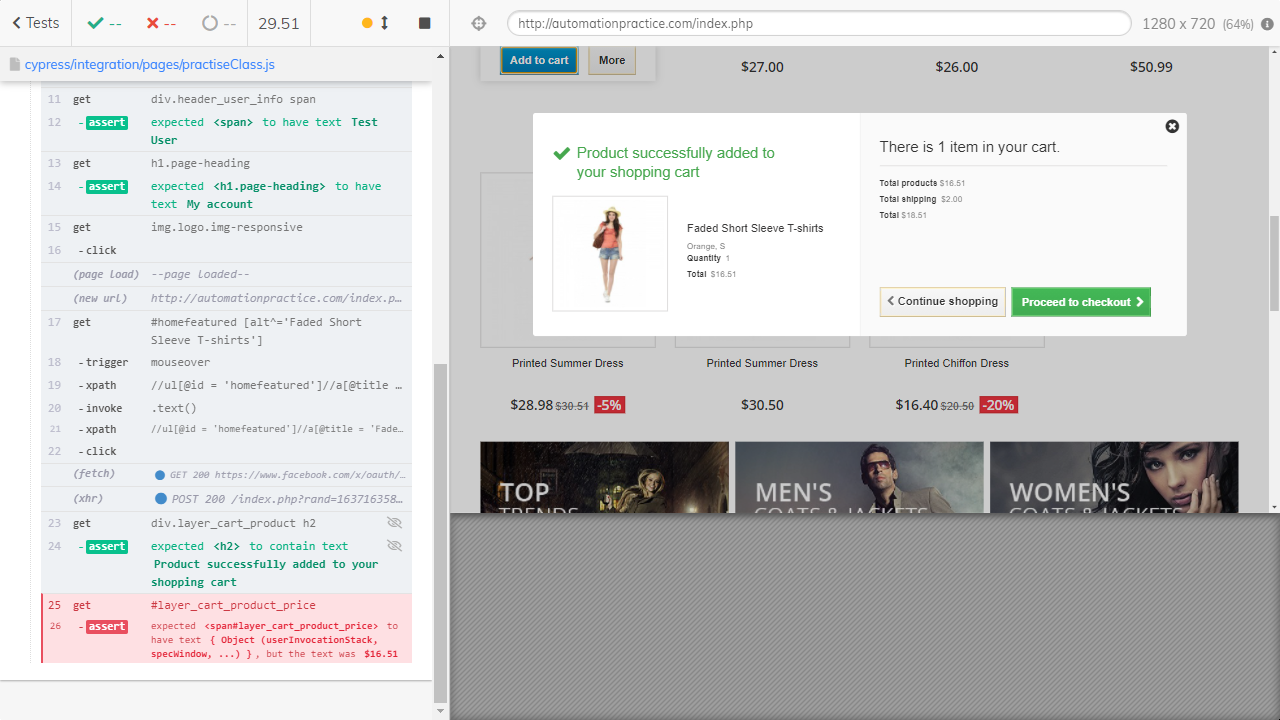 Tests
--
--
--
29.51
http://automationpractice.com/index.php
1280 x 720 (64%)
cypress/integration/pages/practiseClass.js
11 get div.header_user_info span
12 - assert expected <span> to have text Test
User
13 get h1.page-heading
14 - assert expected <h1.page-heading> to have
text My account
15 get img.logo.img-responsive
16 - click
(page load) --page loaded--
(new url) http://automationpractice.com/index.p…
17 get #homefeatured [alt^='Faded Short
Sleeve T-shirts']
18 - trigger mouseover
19 - xpath //ul[@id = 'homefeatured']//a[@title …
20 - invoke .text()
21 - xpath //ul[@id = 'homefeatured']//a[@title = 'Fade…
22 - click
(fetch) GET 200 https://www.facebook.com/x/oauth/…
(xhr) POST 200 /index.php?rand=163716358…
23 get div.layer_cart_product h2
24 - assert expected <h2> to contain text
Product successfully added to your
shopping cart
25 get #layer_cart_product_price
26 - assert expected <span#layer_cart_product_price> to
have text { Object (userInvocationStack,
specWindow, ...) }, but the text was $16.51
Add to cart
More
$27.00
$26.00
$50.99
Product successfully added to
your shopping cart
Faded Short Sleeve T-shirts
Orange, S
Quantity 1
Total $16.51
There is 1 item in your cart.
Total products $16.51
Total shipping $2.00
Total $18.51
Continue shopping
Proceed to checkout
Printed Summer Dress
Printed Summer Dress
Printed Chiffon Dress
$28.98 $30.51 -5%
$30.50
$16.40 $20.50 -20%
TOP
TRENDS
MEN'S
COATS & JACKETS
WOMEN'S
COATS & JACKETS